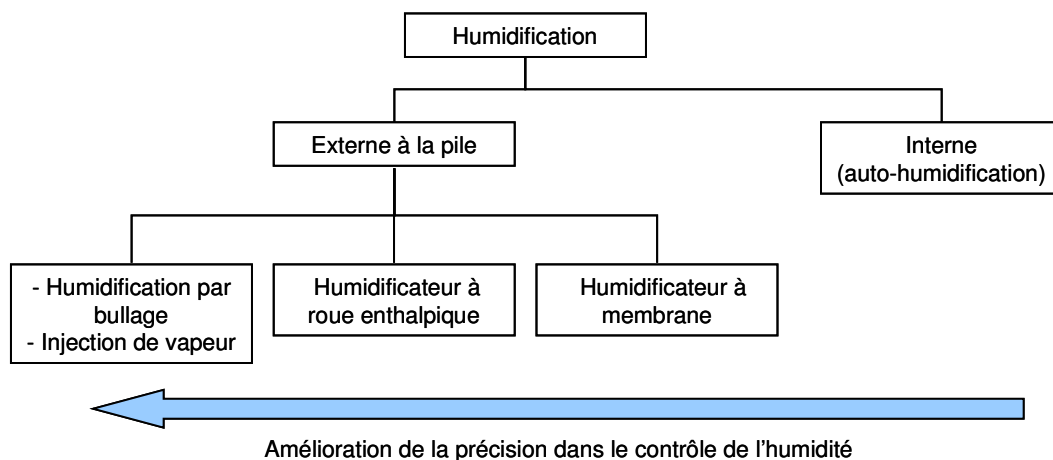 Humidification
Externe à la pile
Interne
(auto-humidification)
- Humidification par
bullage
- Injection de vapeur
Humidificateur à
roue enthalpique
Humidificateur à
membrane
Amélioration de la précision dans le contrôle de l’humidité